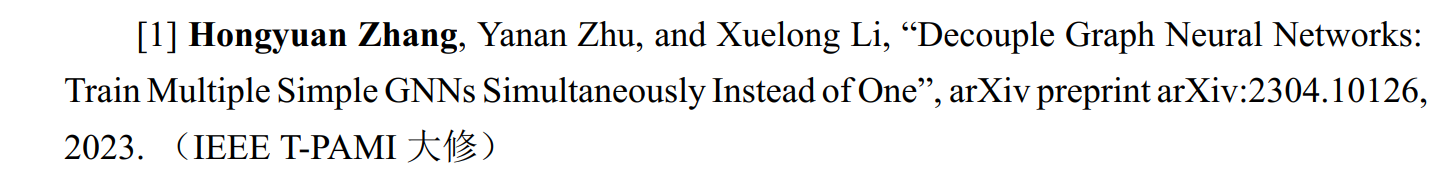 [1] Hongyuan Zhang, Yanan Zhu, and Xuelong Li, “Decouple Graph Neural Networks:
Train Multiple Simple GNNs Simultaneously Instead of One”, arXiv preprint arXiv:2304.10126,
2023. （IEEE T-PAMI 大修）